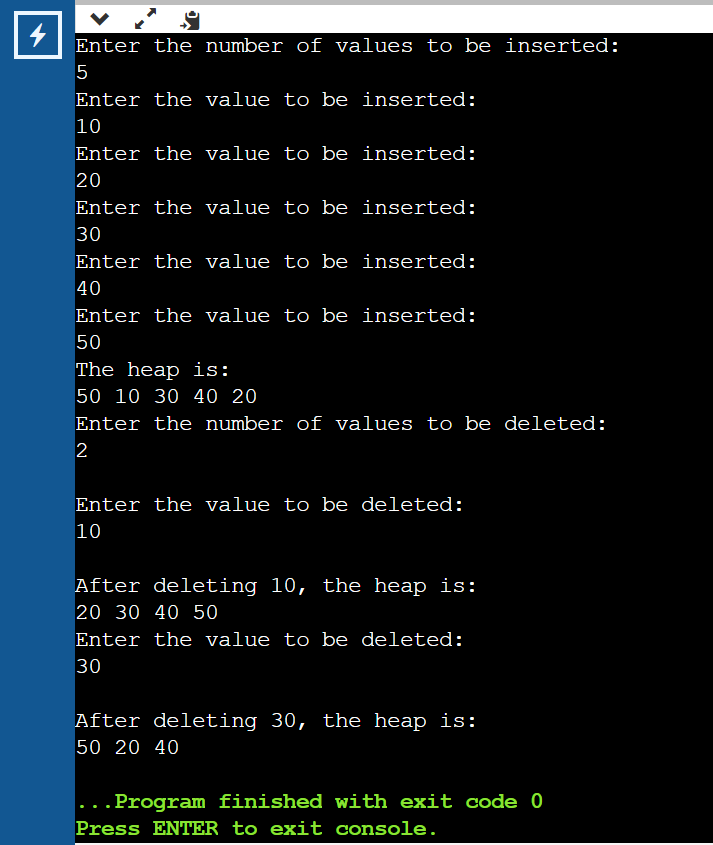 Enter the number of values to be inserted:
5
Enter the value to be inserted:
10
Enter the value to be inserted:
20
Enter the value to be inserted:
30
Enter the value to be inserted:
40
Enter the value to be inserted:
50
The heap is:
50 10 30 40 20
Enter the number of values to be deleted:
2
Enter the value to be deleted:
10
After deleting 10, the heap is:
20 30 40 50
Enter the value to be deleted:
30
After deleting 30, the heap is:
50 20 40
...Program finished with exit code 0
Press ENTER to exit console.